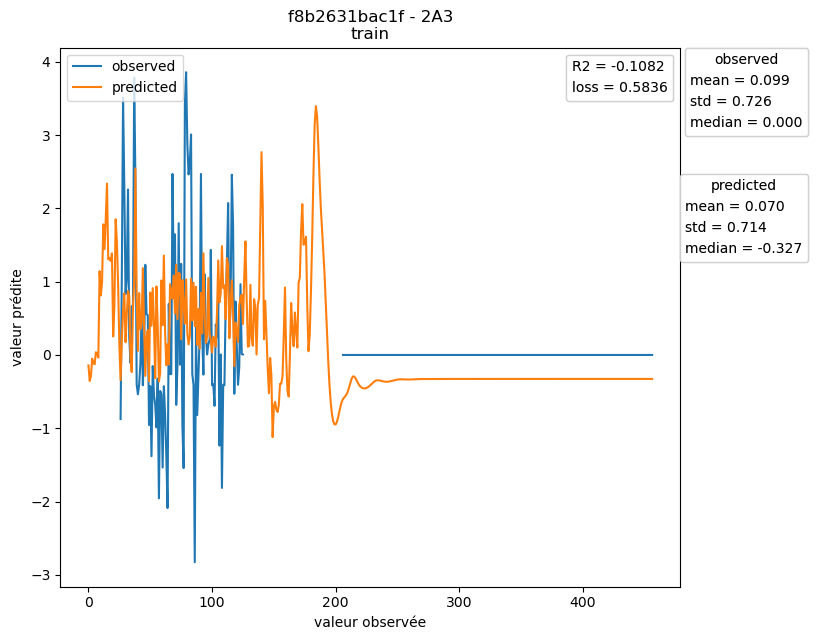 f8b2631bac1f - 2A3
train
observed
predicted
R2 = -0.1082
loss = 0.5836
observed
mean = 0.099
std = 0.726
median = 0.000
predicted
mean = 0.070
std = 0.714
median = -0.327
valeur prédite
4
3
2
1
0
−1
−2
−3
0
100
200
300
400
valeur observée